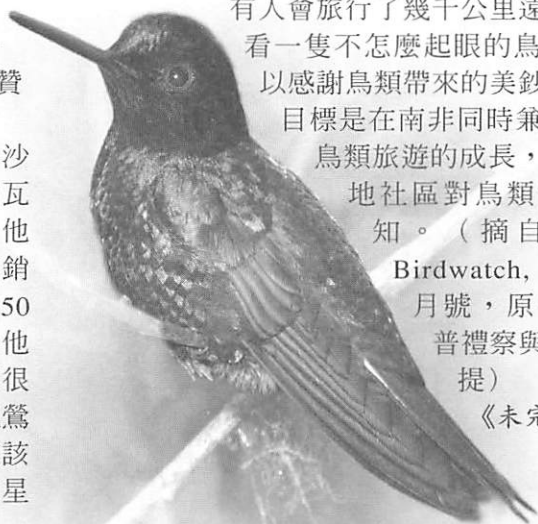 贊
沙
瓦
他
銷
50
他
很
鶯
該
星
有人會旅行了幾千公里遠
看一隻不怎麼起眼的鳥
以感謝鳥類帶來的美鈔
目標是在南非同時兼
鳥類旅遊的成長，
地社區對鳥類
知。（摘自
Birdwatch,
月號，原
普禮察與
提）
《未完